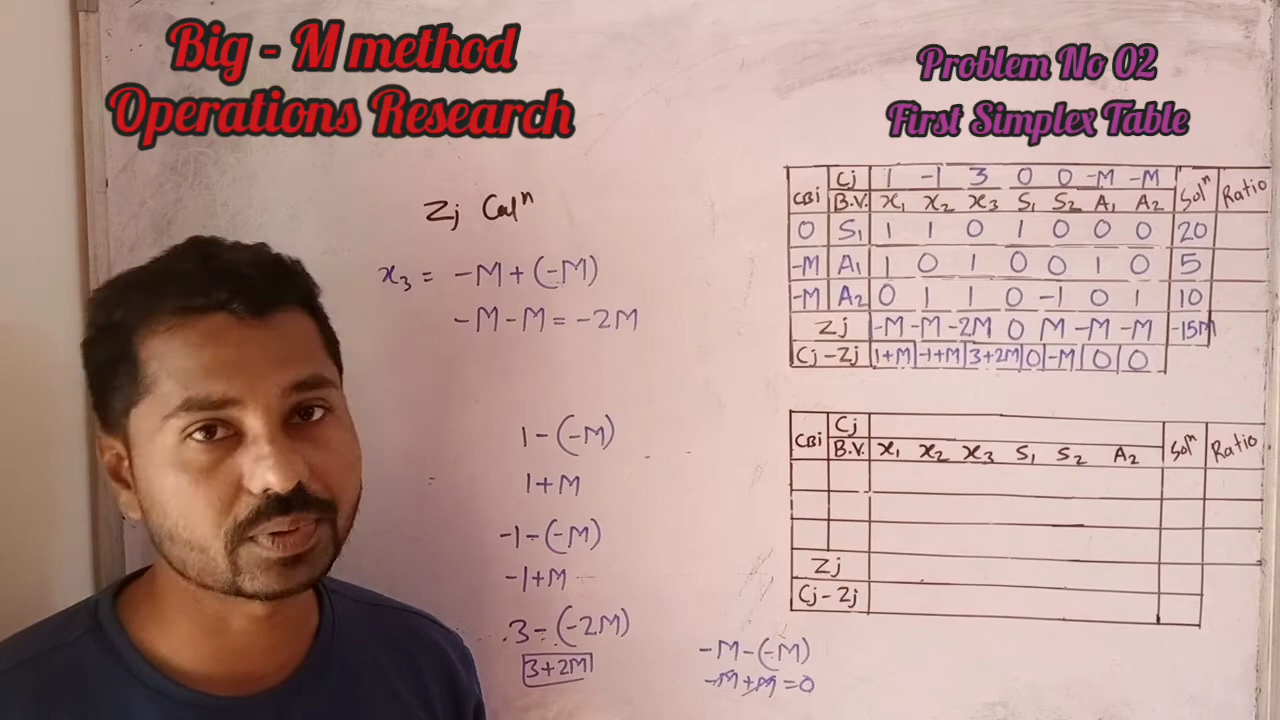 Big - M method
Operations Research
Problem No 02
First Simplex Table
Zj Calⁿ
x₃ = -M+(-M)
-M-M = -2M
1-(-M)
1+M
-1-(-M)
-1+M
3-(-2M)
3+2M
-M-(-M)
-M+M=0
CBi Cj 1 -1 3 0 0 -M -M Solⁿ Ratio
B.V. x₁ x₂ x₃ S₁ S₂ A₁ A₂
0 S₁ 1 1 0 1 0 0 0 20
-M A₁ 1 0 1 0 0 1 0 5
-M A₂ 0 1 1 0 -1 0 1 10
Zj -M -M -2M 0 M -M -M -15M
Cj-Zj 1+M -1+M 3+2M 0 -M 0 0
CBi Cj Solⁿ Ratio
B.V. x₁ x₂ x₃ S₁ S₂ A₂
Zj
Cj-Zj